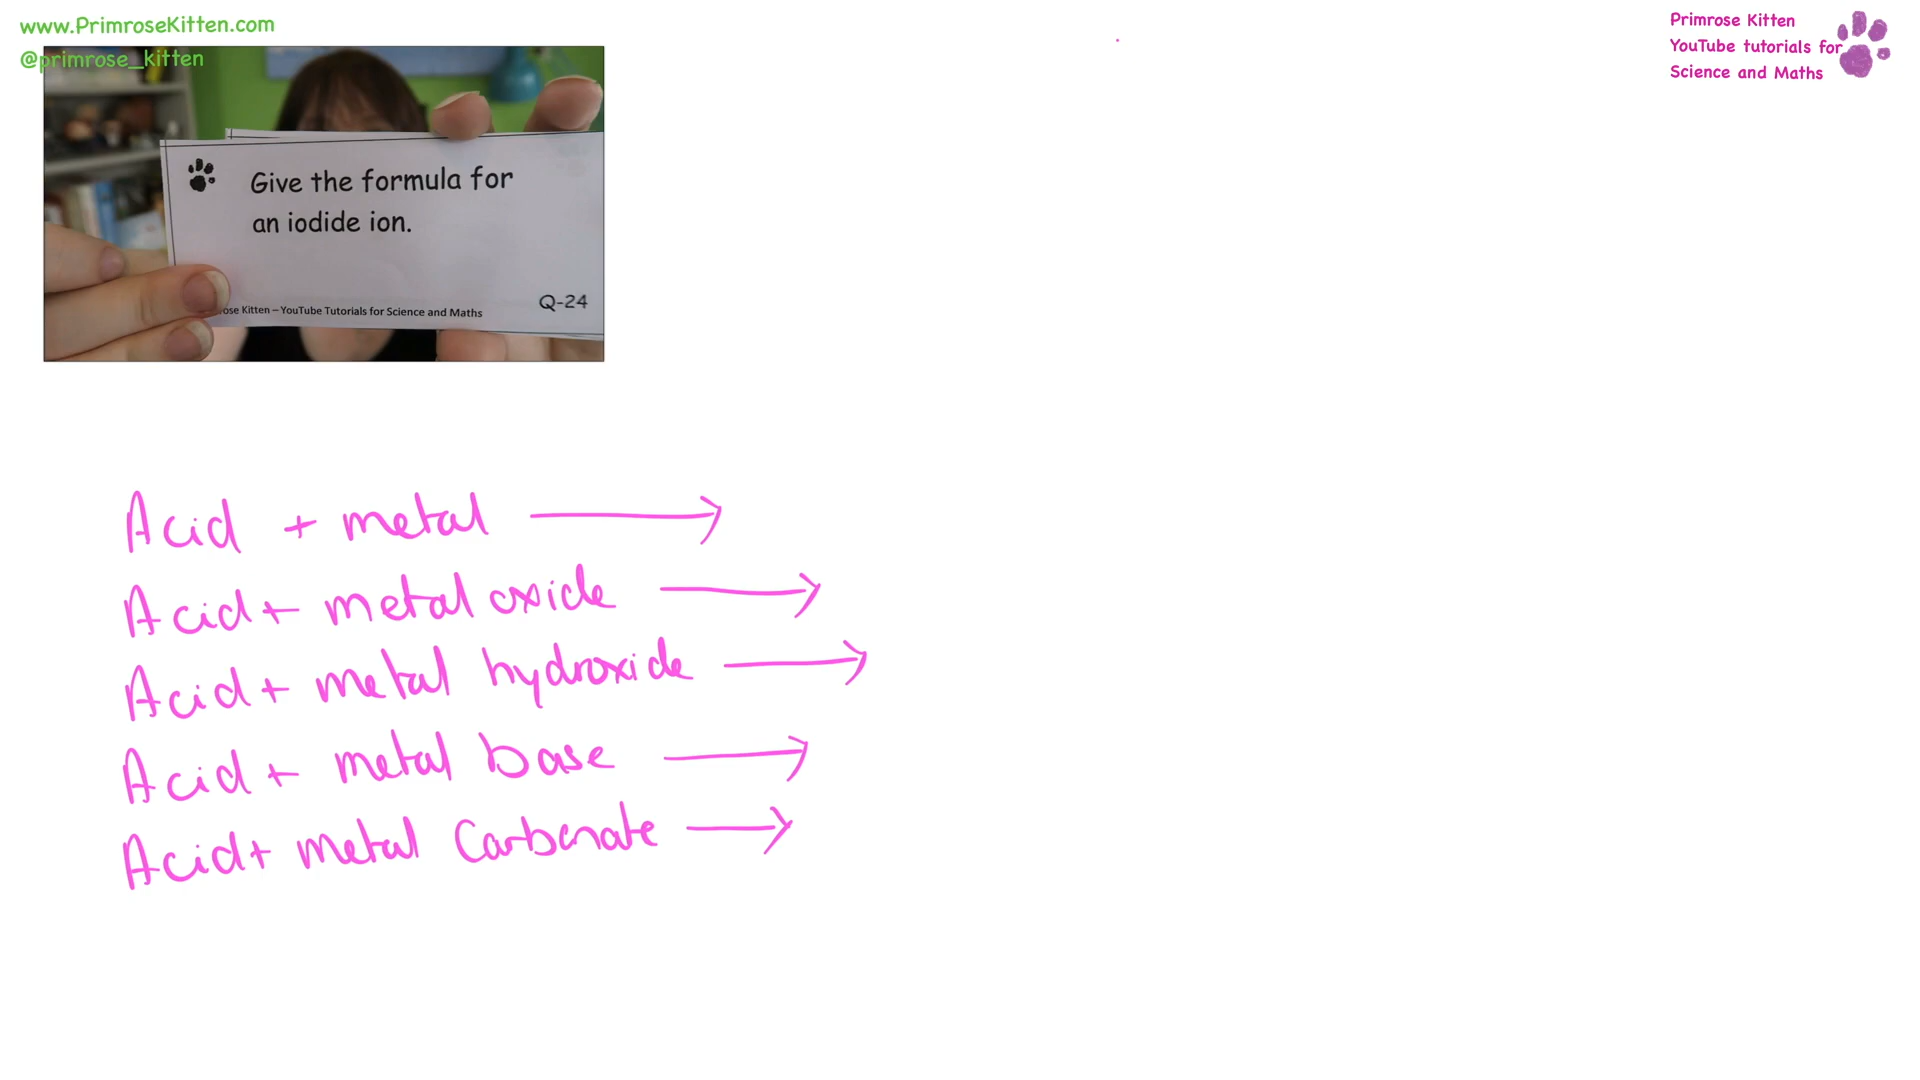 www.PrimroseKitten.com
@primrose_kitten
Primrose Kitten
YouTube tutorials for
Science and Maths
Give the formula for
an iodide ion.
Q-24
Kitten – YouTube Tutorials for Science and Maths
Acid + metal →
Acid + metal oxide →
Acid + metal hydroxide →
Acid + metal base →
Acid + metal Carbonate →